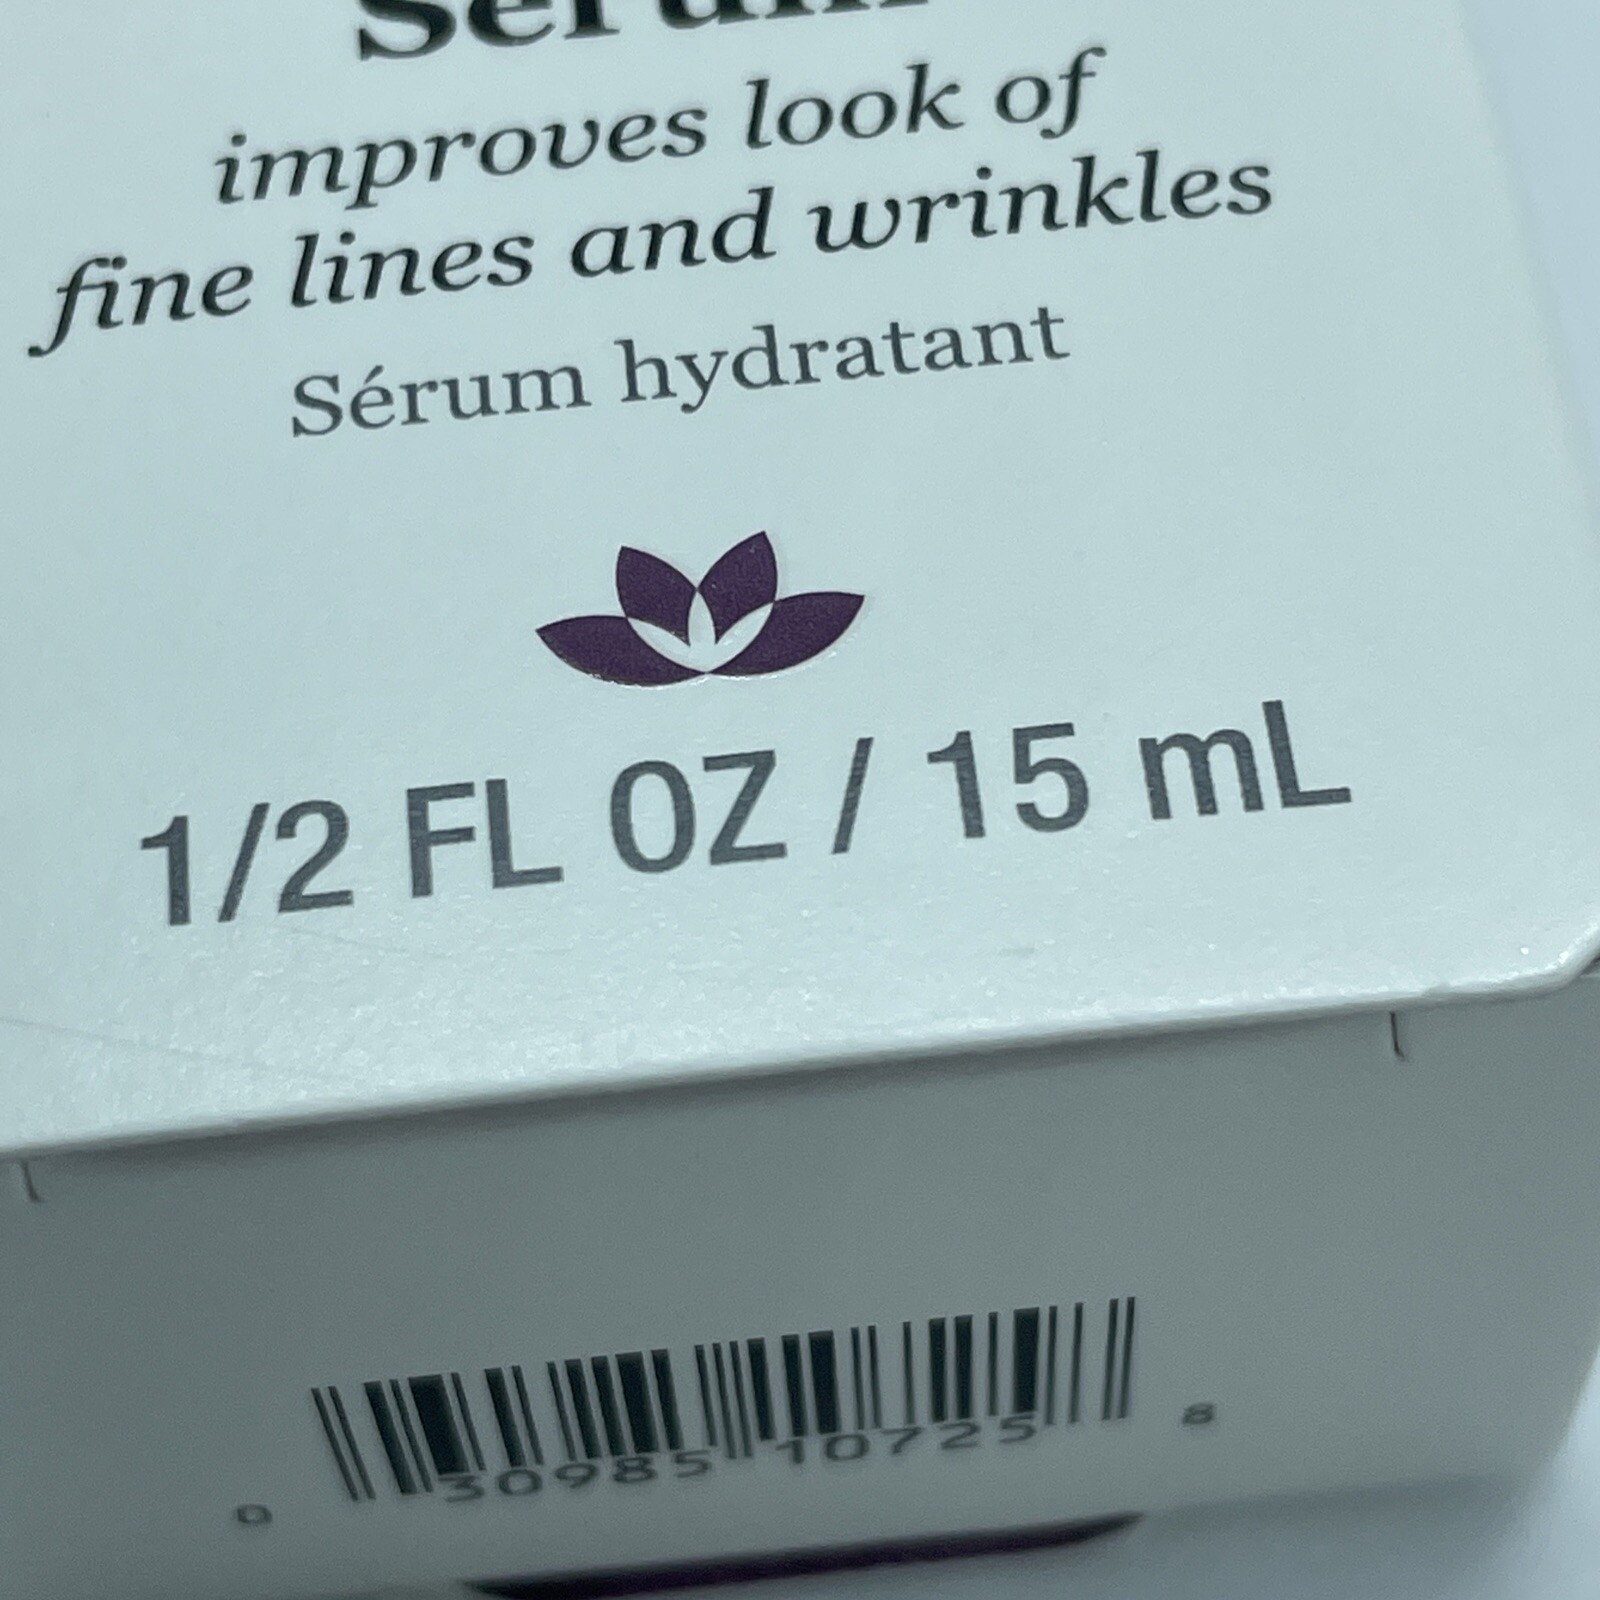 Serum
improves look of
fine lines and wrinkles
Sérum hydratant
1/2 FL OZ / 15 mL
0 30985 10725 8